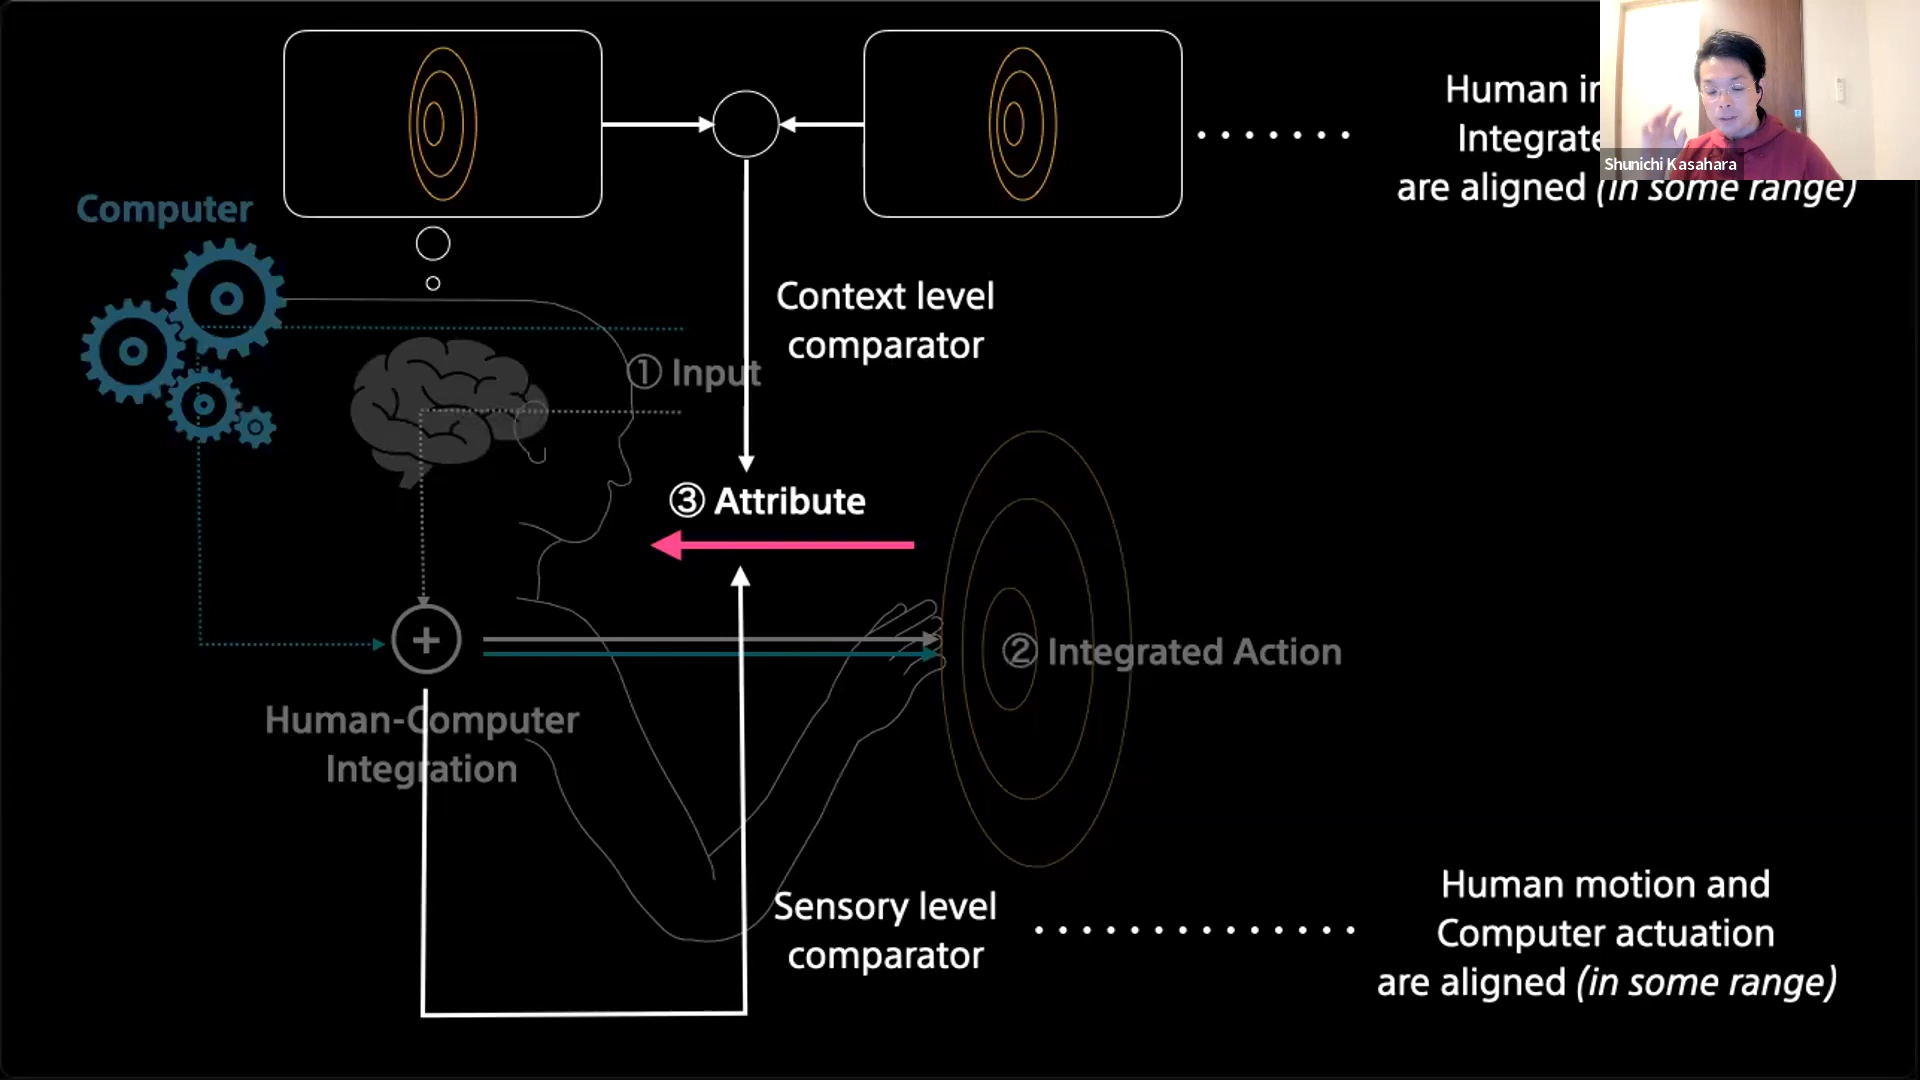 Human
Integrate
are aligned (in some range)
Shunichi Kasahara
Computer
Context level
comparator
① Input
③ Attribute
② Integrated Action
Human-Computer
Integration
Sensory level
comparator
Human motion and
Computer actuation
are aligned (in some range)